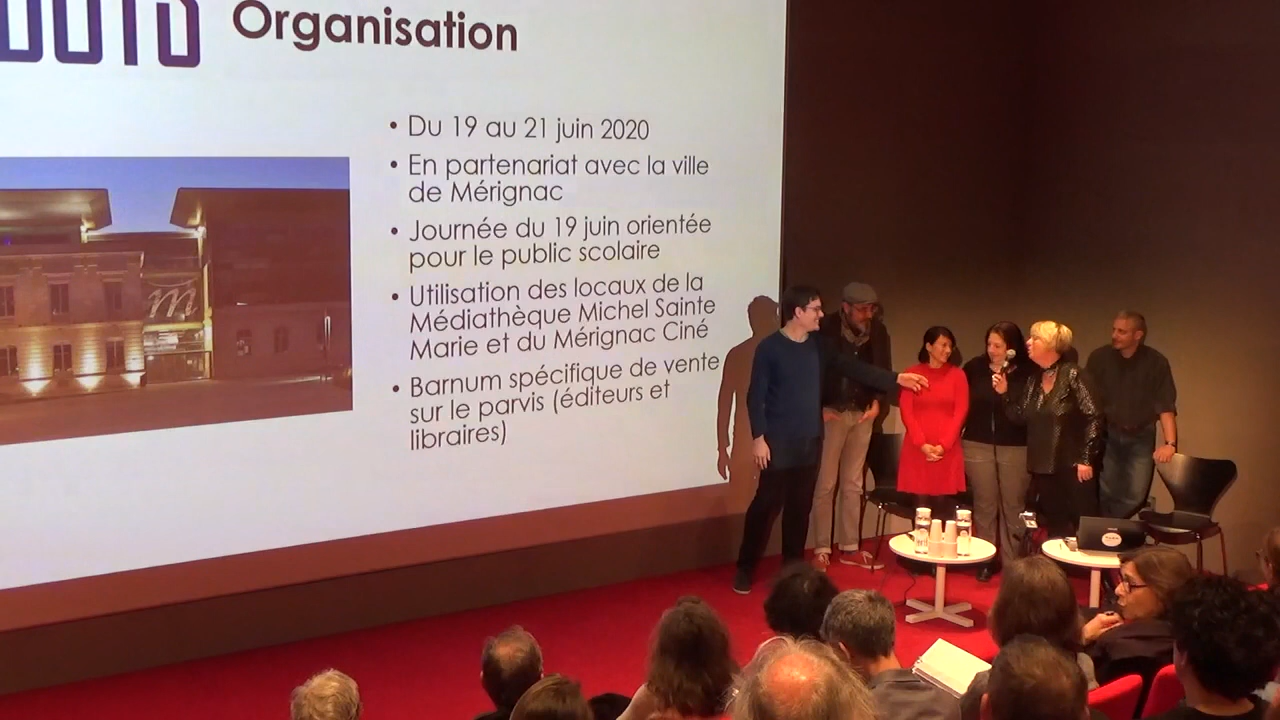 Organisation
• Du 19 au 21 juin 2020
• En partenariat avec la ville
de Mérignac
• Journée du 19 juin orientée
pour le public scolaire
• Utilisation des locaux de la
Médiathèque Michel Sainte
Marie et du Mérignac Ciné
• Barnum spécifique de vente
sur le parvis (éditeurs et
libraires)
m